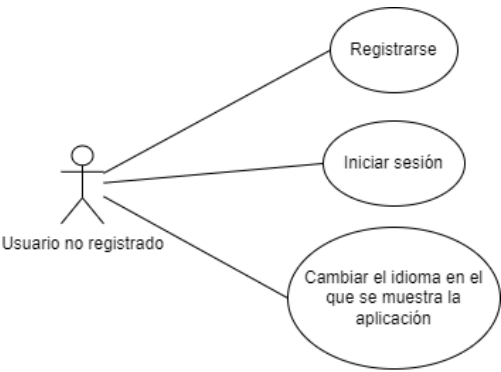 Registrarse
Iniciar sesión
Usuario no registrado
Cambiar el idioma en el
que se muestra la
aplicación